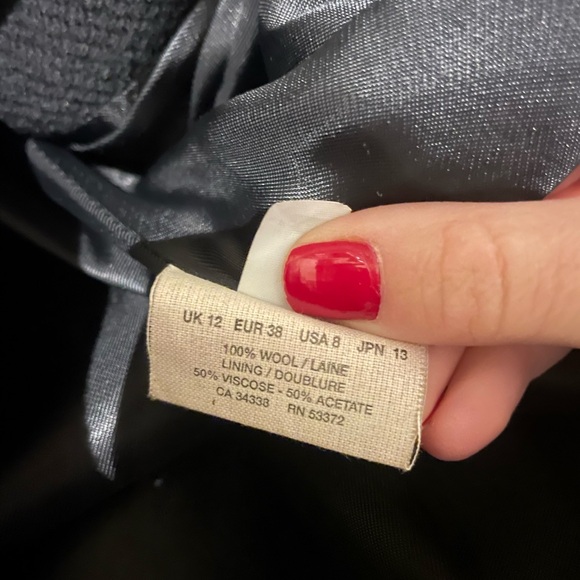 UK 12 EUR 38 USA 8 JPN 13
100% WOOL / LAINE
LINING / DOUBLURE
50% VISCOSE - 50% ACETATE
CA 34338 RN 53372